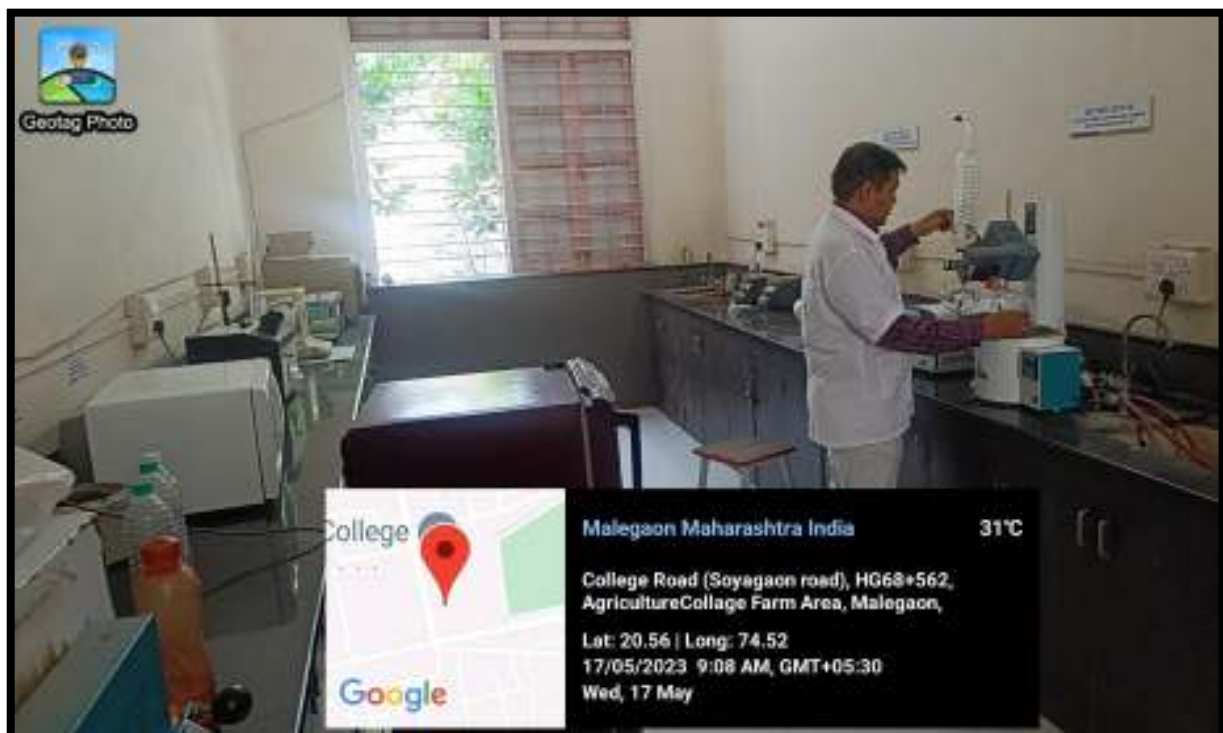 Geotag Photo
College
Google
Malegaon Maharashtra India 31°C
College Road (Soyagaon road), HG68+562,
AgricultureCollage Farm Area, Malegaon,
Lat: 20.56 | Long: 74.52
17/05/2023 9:08 AM, GMT+05:30
Wed, 17 May